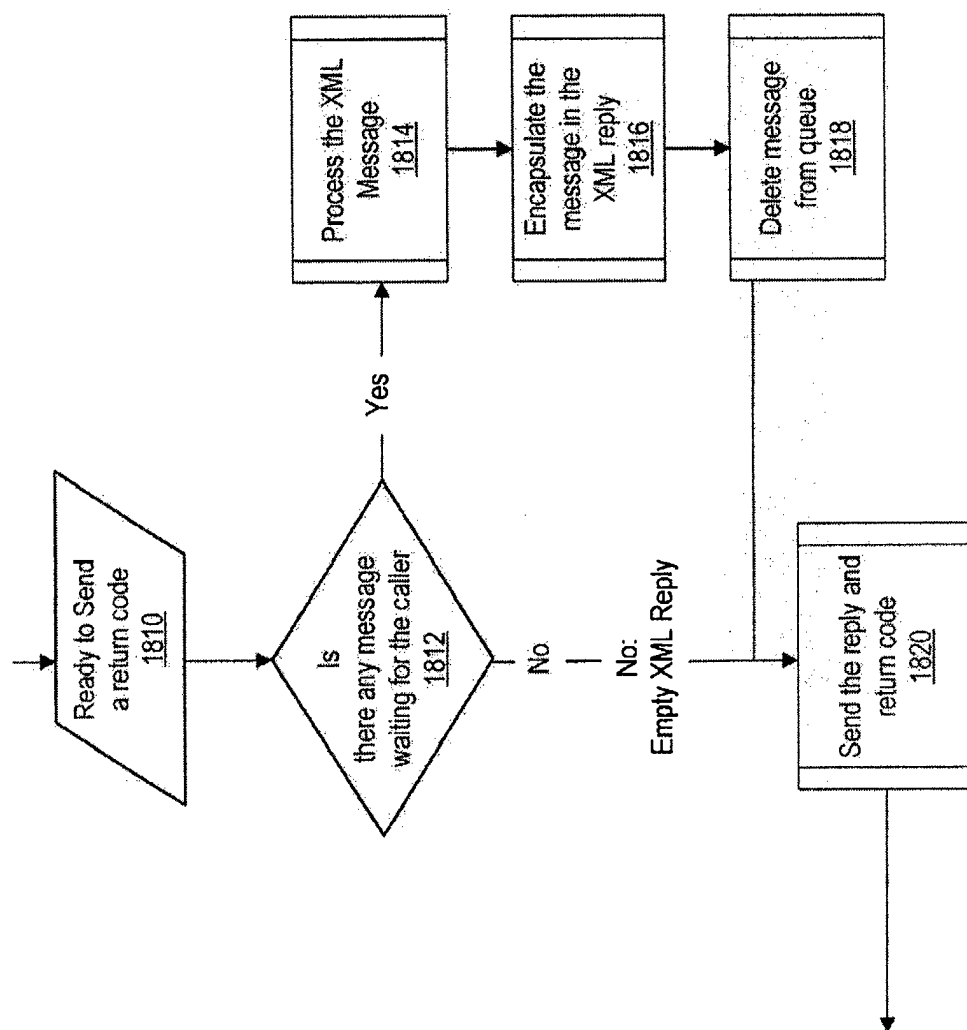 Ready to Send
a return code
1810
Is
there any message
waiting for the caller
1812
Yes
Process the XML
Message
1814
Encapsulate the
message in the
XML reply
1816
Delete message
from queue
1818
No
No:
Empty XML Reply
Send the reply and
return code
1820